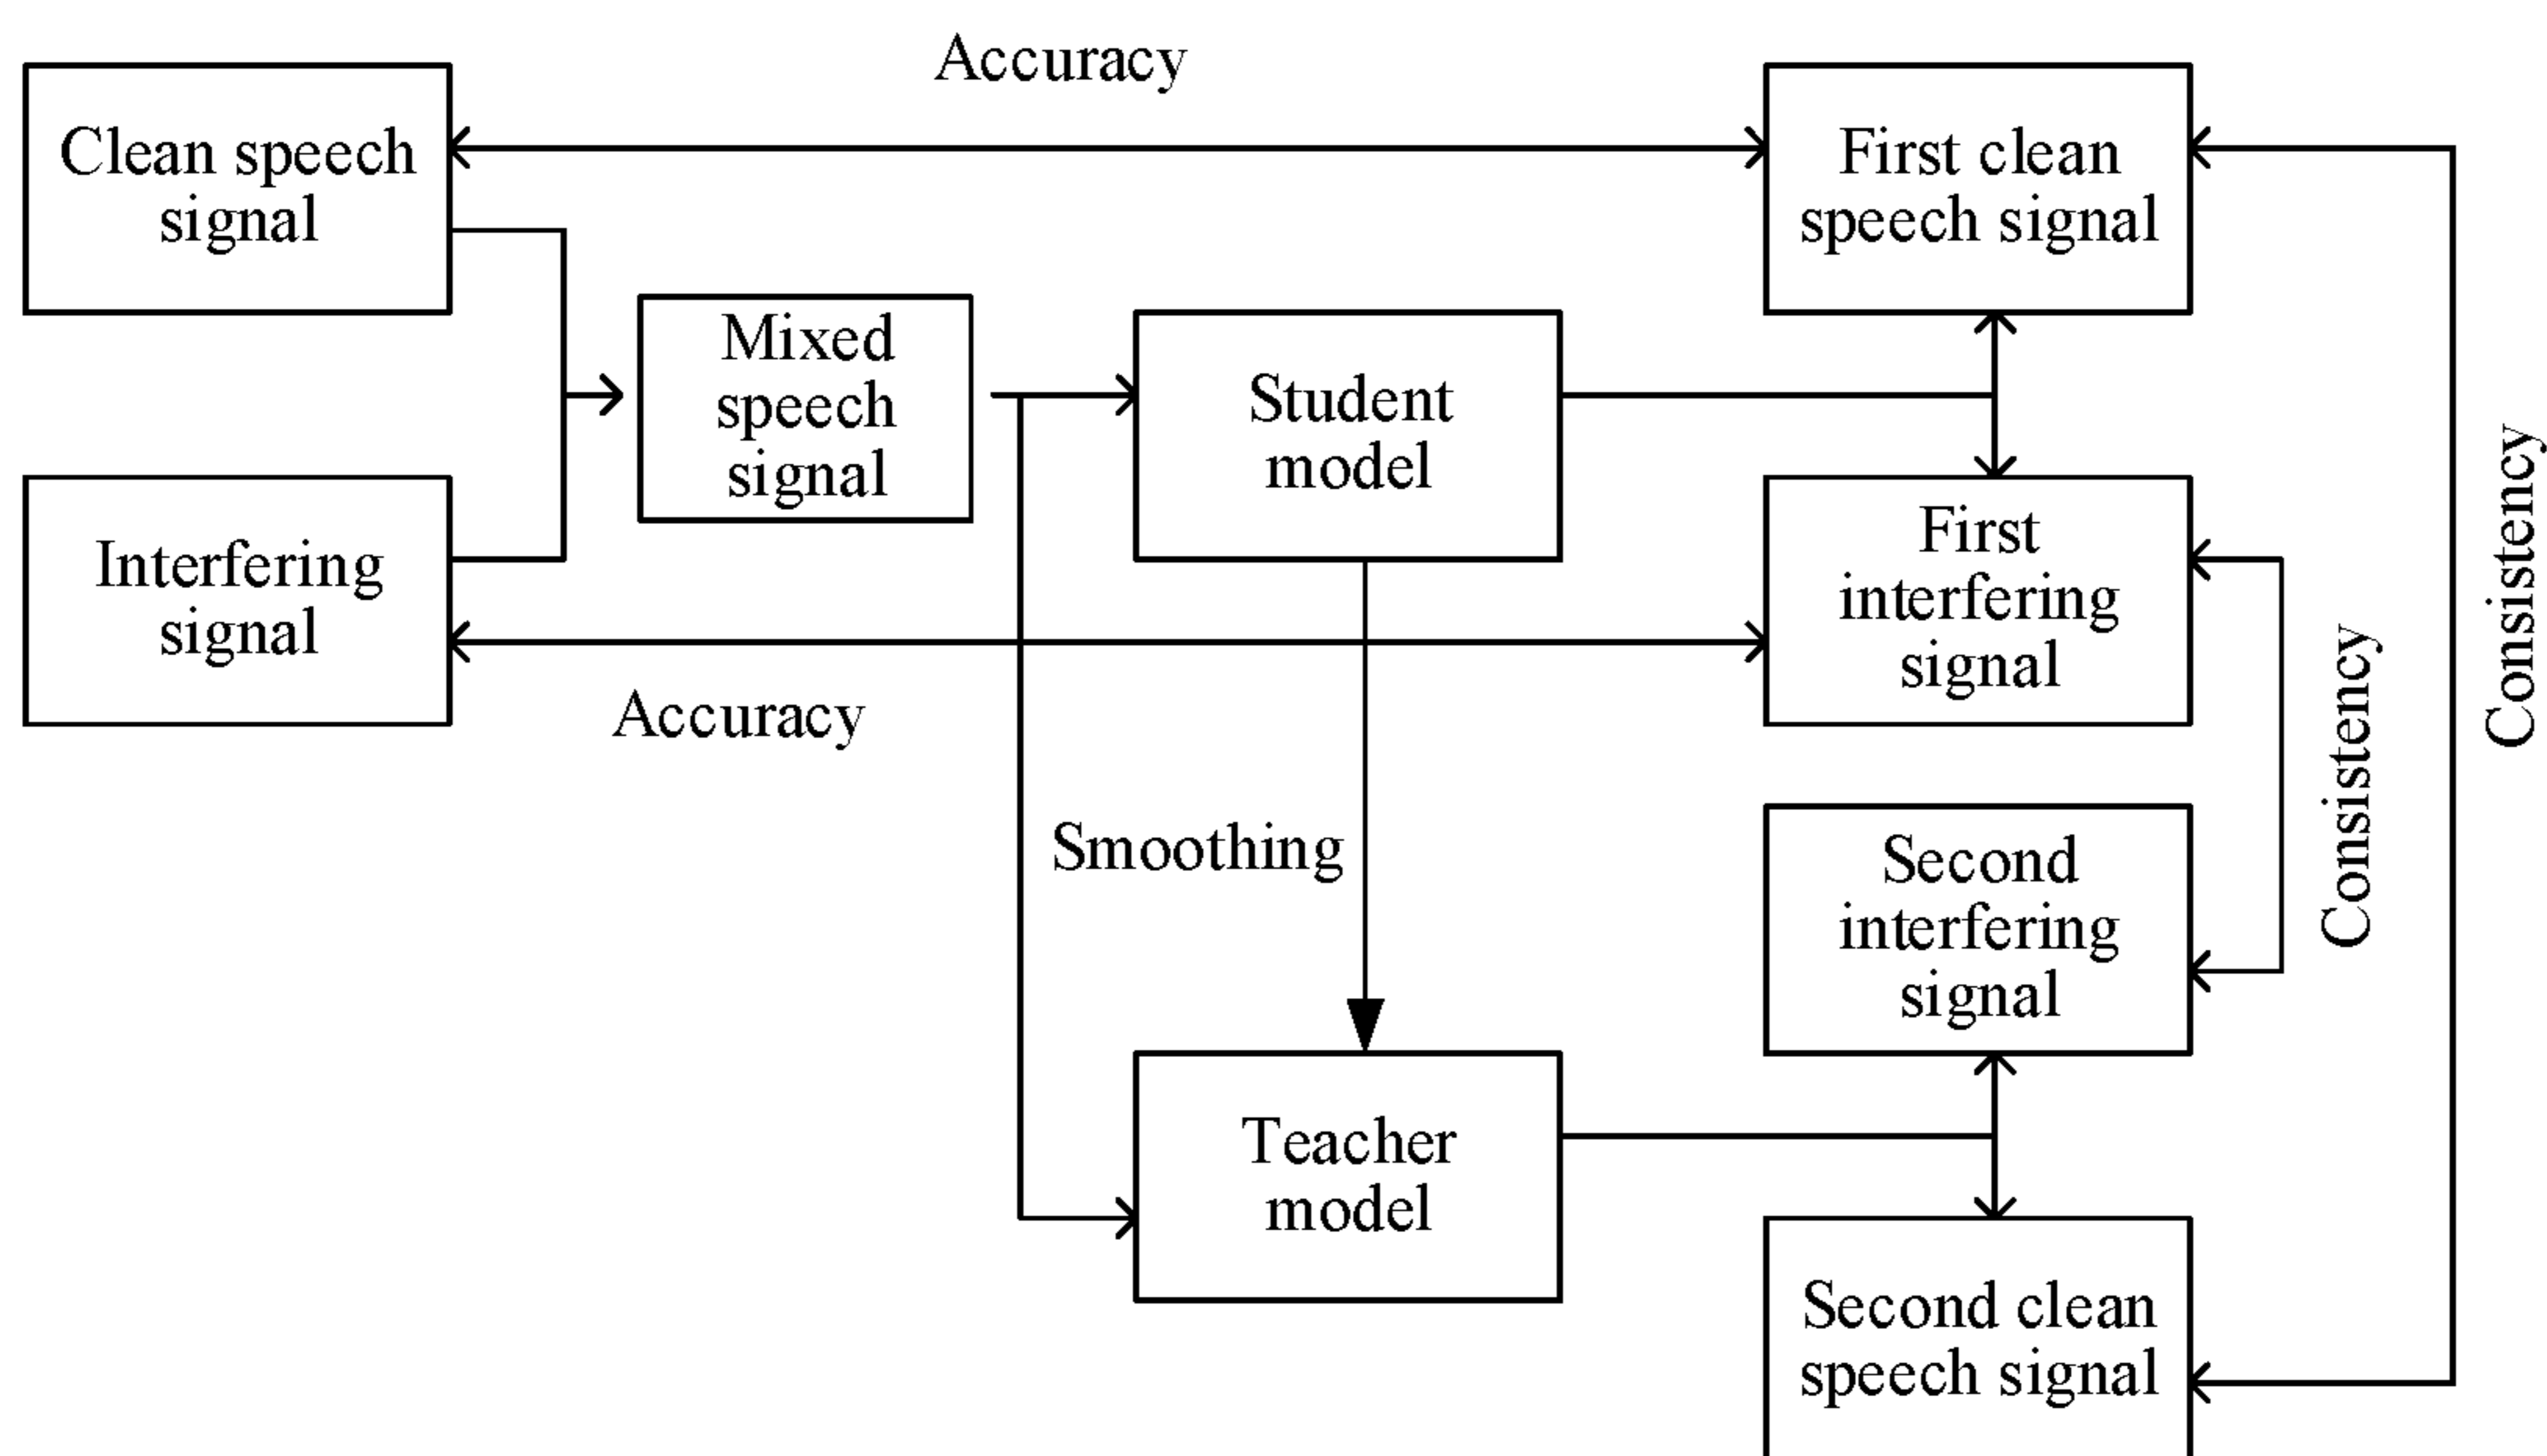 Accuracy
Clean speech
signal
First clean
speech signal
Mixed
speech
signal
Student
model
Interfering
signal
First
interfering
signal
Accuracy
Consistency
Consistency
Smoothing
Second
interfering
signal
Teacher
model
Second clean
speech signal